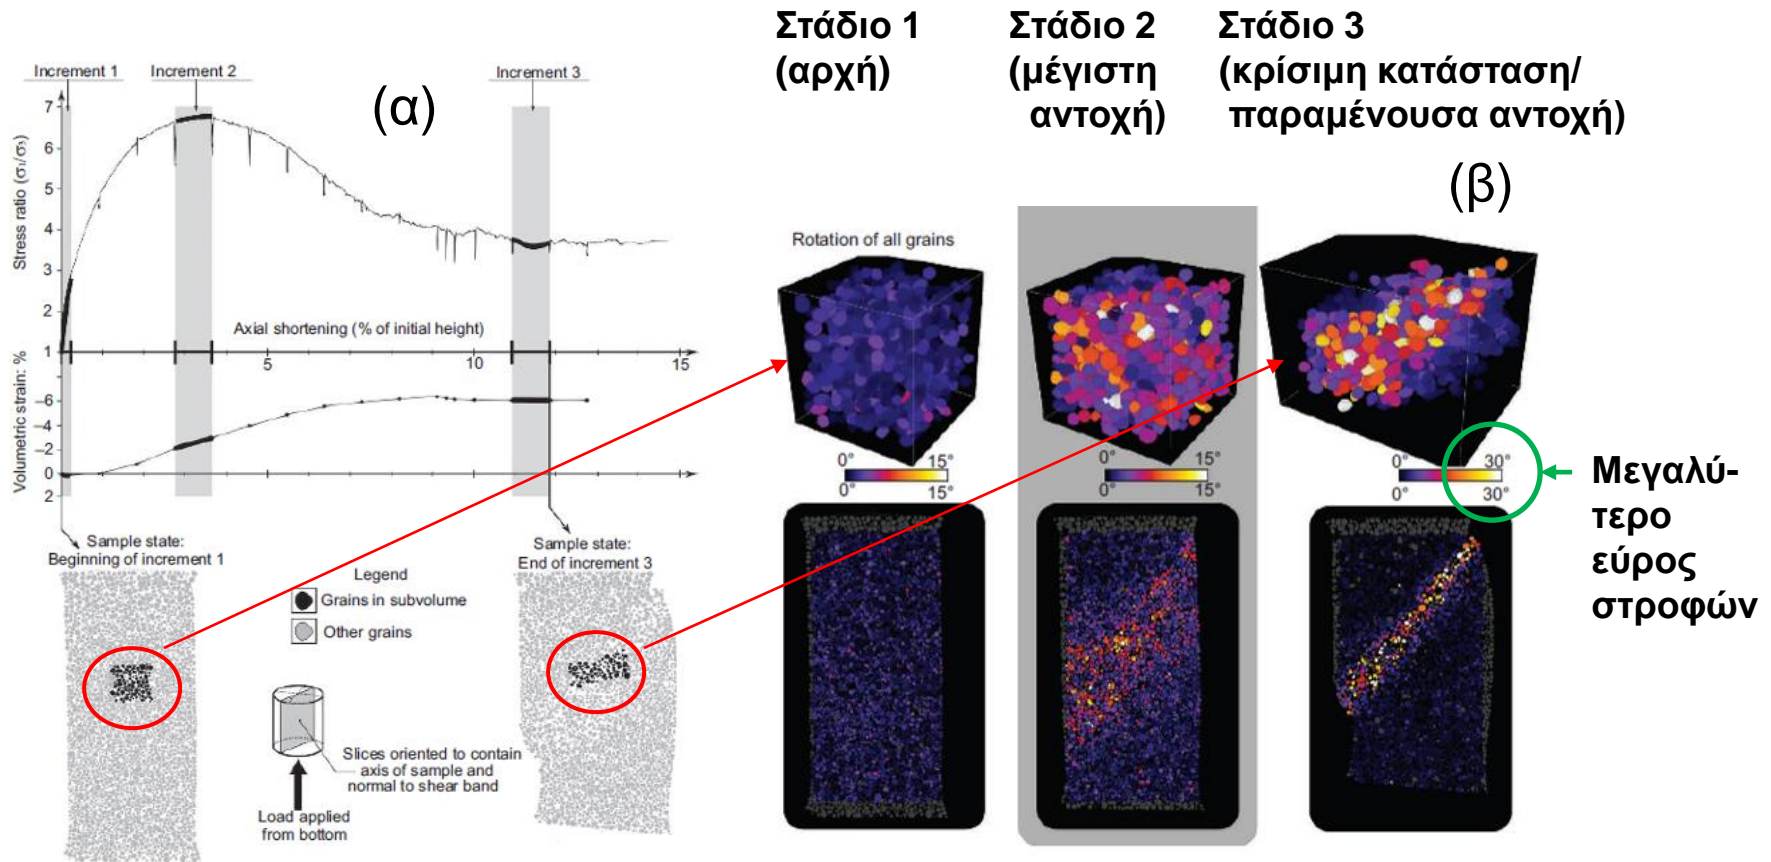 Στάδιο 1
(αρχή)
Στάδιο 2
(μέγιστη
αντοχή)
Στάδιο 3
(κρίσιμη κατάσταση/
παραμένουσα αντοχή)
(α)
(β)
Increment 1
Increment 2
Increment 3
Stress ratio (σ1/σ3)
7
6
5
4
3
2
1
Axial shortening (% of initial height)
5
10
15
Volumetric strain: %
–6
–4
–2
0
2
Sample state:
Beginning of increment 1
Sample state:
End of increment 3
Legend
Grains in subvolume
Other grains
Slices oriented to contain
axis of sample and
normal to shear band
Load applied
from bottom
Rotation of all grains
0° 15°
0° 15°
0° 15°
0° 15°
0° 30°
0° 30°
Μεγαλύ-
τερο
εύρος
στροφών